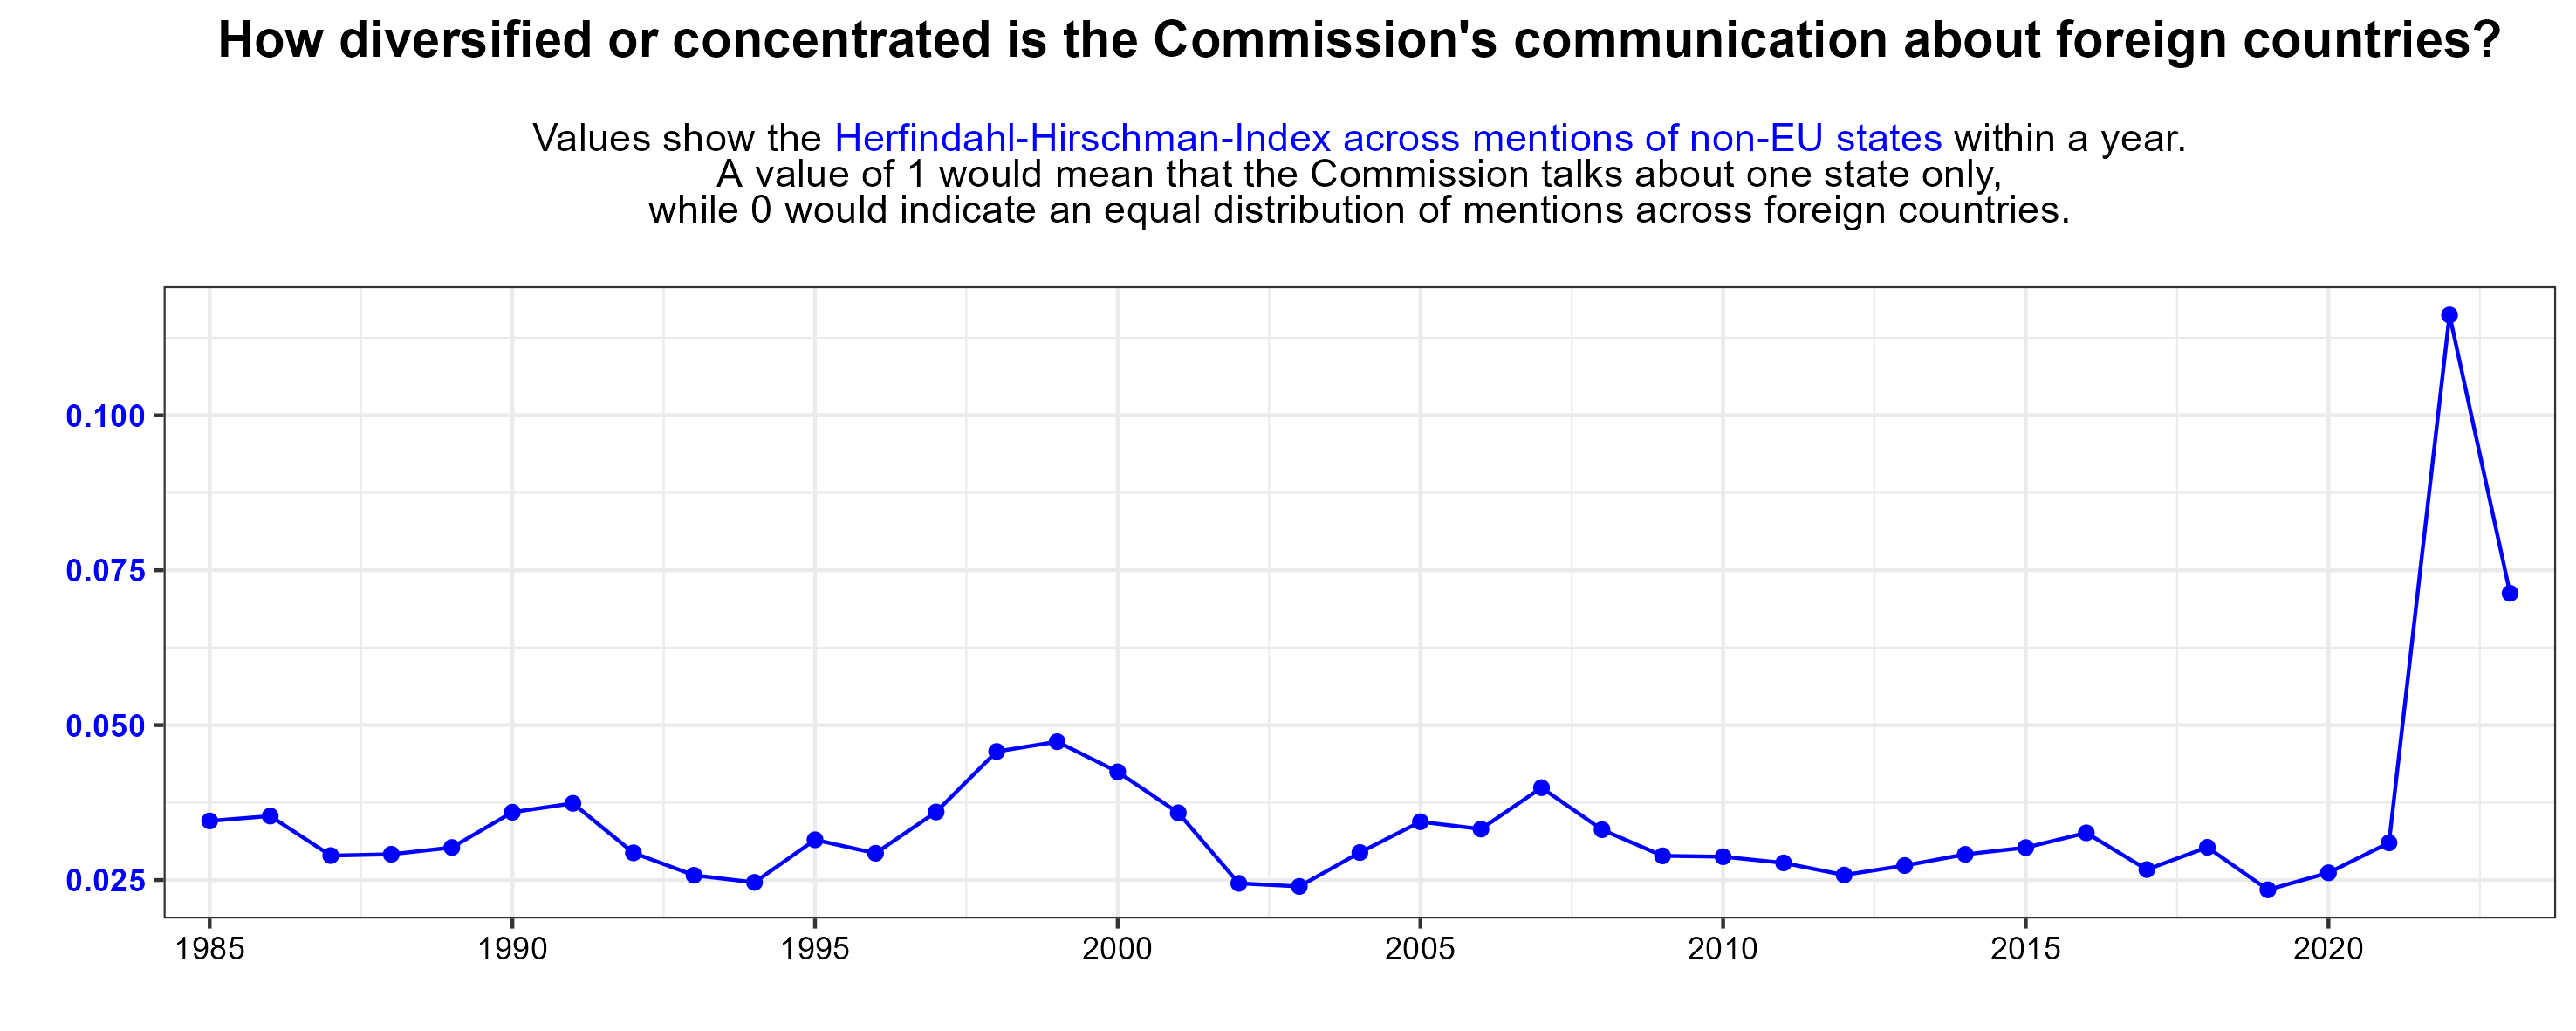 How diversified or concentrated is the Commission's communication about foreign countries?
Values show the Herfindahl-Hirschman-Index across mentions of non-EU states within a year.
A value of 1 would mean that the Commission talks about one state only,
while 0 would indicate an equal distribution of mentions across foreign countries.
0.100
0.075
0.050
0.025
1985 1990 1995 2000 2005 2010 2015 2020